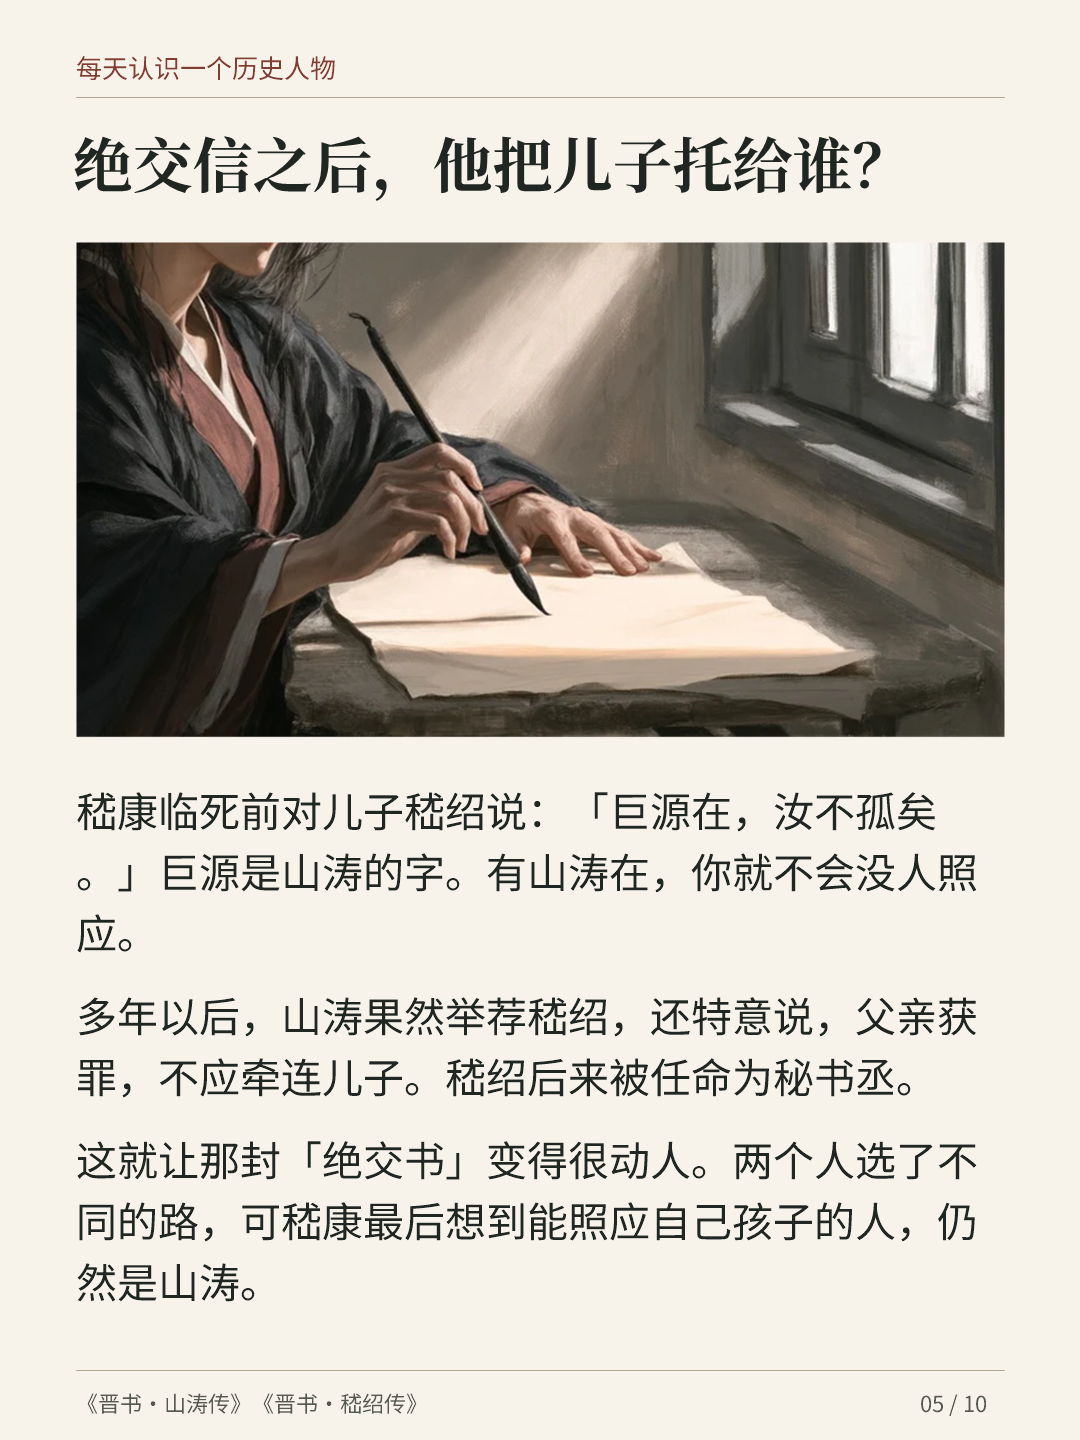 每天认识一个历史人物
绝交信之后，他把儿子托给谁？
嵇康临死前对儿子嵇绍说：「巨源在，汝不孤矣
。」巨源是山涛的字。有山涛在，你就不会没人照
应。
多年以后，山涛果然举荐嵇绍，还特意说，父亲获
罪，不应牵连儿子。嵇绍后来被任命为秘书丞。
这就让那封「绝交书」变得很动人。两个人选了不
同的路，可嵇康最后想到能照应自己孩子的人，仍
然是山涛。
《晋书·山涛传》《晋书·嵇绍传》
05 / 10